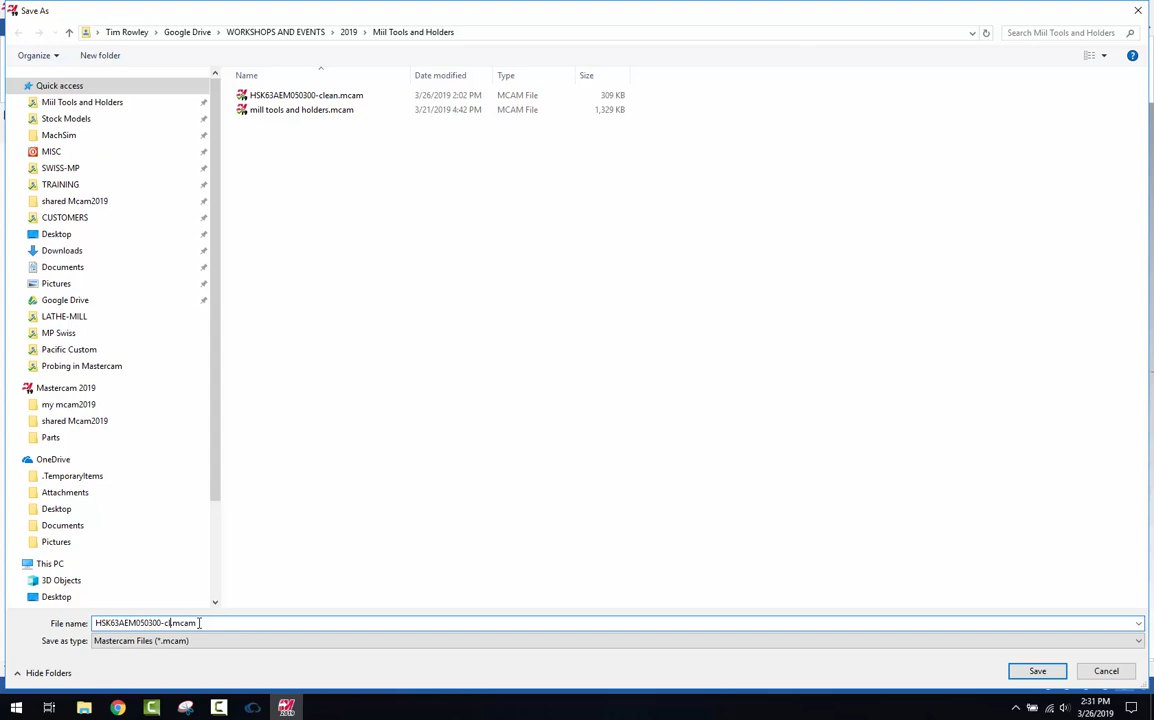 Save As
Tim Rowley > Google Drive > WORKSHOPS AND EVENTS > 2019 > Miil Tools and Holders
Search Miil Tools and Holders
Organize
New folder
Name
Date modified
Type
Size
Quick access
HSK63AEM050300-clean.mcam 3/26/2019 2:02 PM MCAM File 309 KB
mill tools and holders.mcam 3/21/2019 4:42 PM MCAM File 1,329 KB
Miil Tools and Holders
Stock Models
MachSim
MISC
SWISS-MP
TRAINING
shared Mcam2019
CUSTOMERS
Desktop
Downloads
Documents
Pictures
Google Drive
LATHE-MILL
MP Swiss
Pacific Custom
Probing in Mastercam
Mastercam 2019
my mcam2019
shared Mcam2019
Parts
OneDrive
.TemporaryItems
Attachments
Desktop
Documents
Pictures
This PC
3D Objects
Desktop
File name: HSK63AEM050300-cl.mcam
Save as type: Mastercam Files (*.mcam)
Hide Folders
Save
Cancel
2:31 PM
3/26/2019